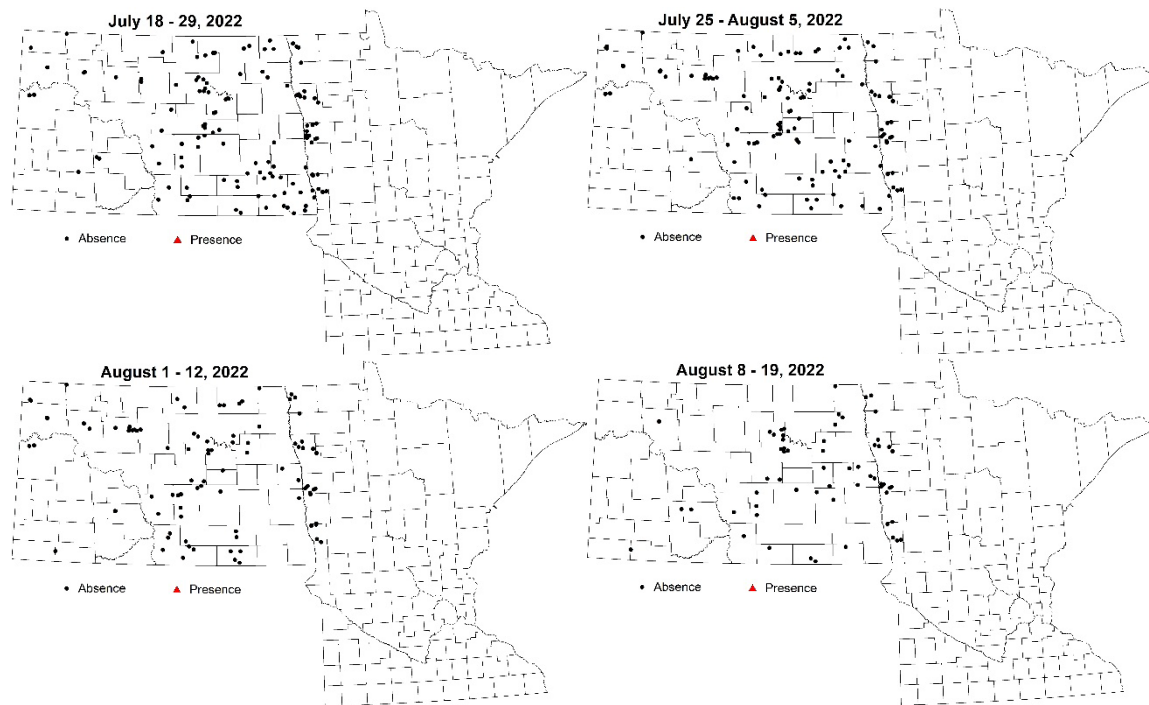 July 18 - 29, 2022
July 25 - August 5, 2022
Absence Presence
Absence Presence
August 1 - 12, 2022
August 8 - 19, 2022
Absence Presence
Absence Presence